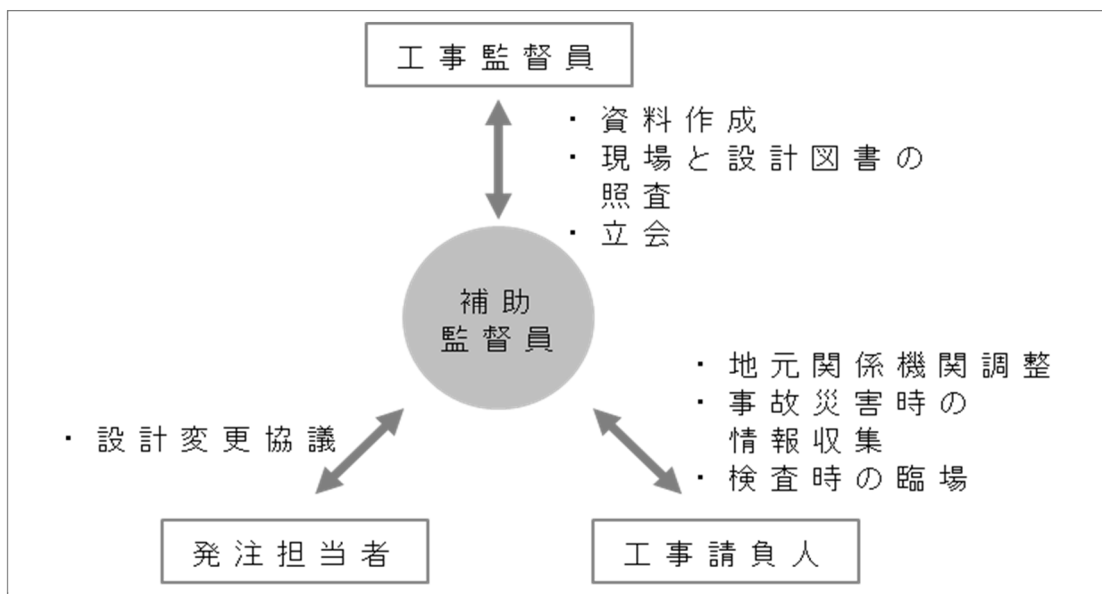 工事監督員
・資料作成
・現場と設計図書の
照査
・立会
補助
監督員
・地元関係機関調整
・事故災害時の
情報収集
・検査時の臨場
・設計変更協議
発注担当者
工事請負人